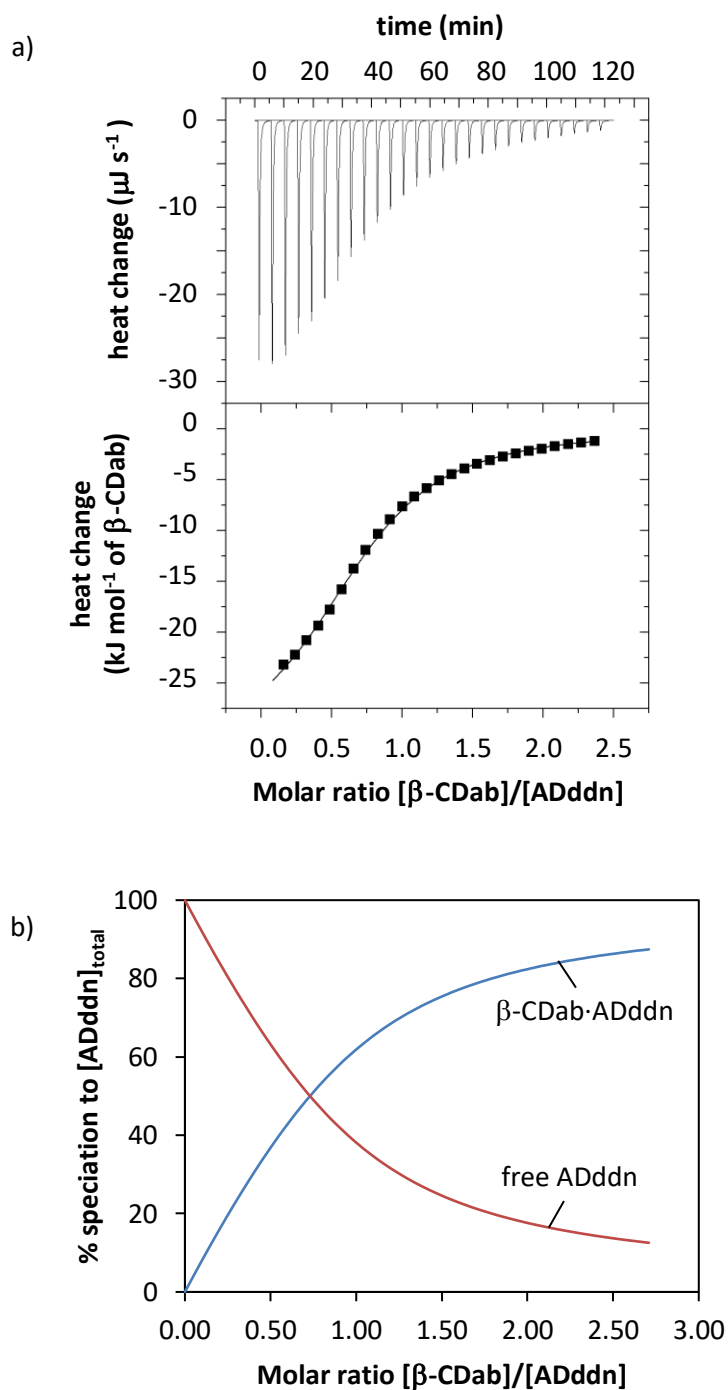 a)
time (min)
0 20 40 60 80 100 120
heat change (μJ s⁻¹)
0
-10
-20
-30
heat change
(kJ mol⁻¹ of β-CDab)
0
-5
-10
-15
-20
-25
0.0 0.5 1.0 1.5 2.0 2.5
Molar ratio [β-CDab]/[ADddn]
b)
% speciation to [ADddn]total
100
80
60
40
20
0
β-CDab·ADddn
free ADddn
0.00 0.50 1.00 1.50 2.00 2.50 3.00
Molar ratio [β-CDab]/[ADddn]